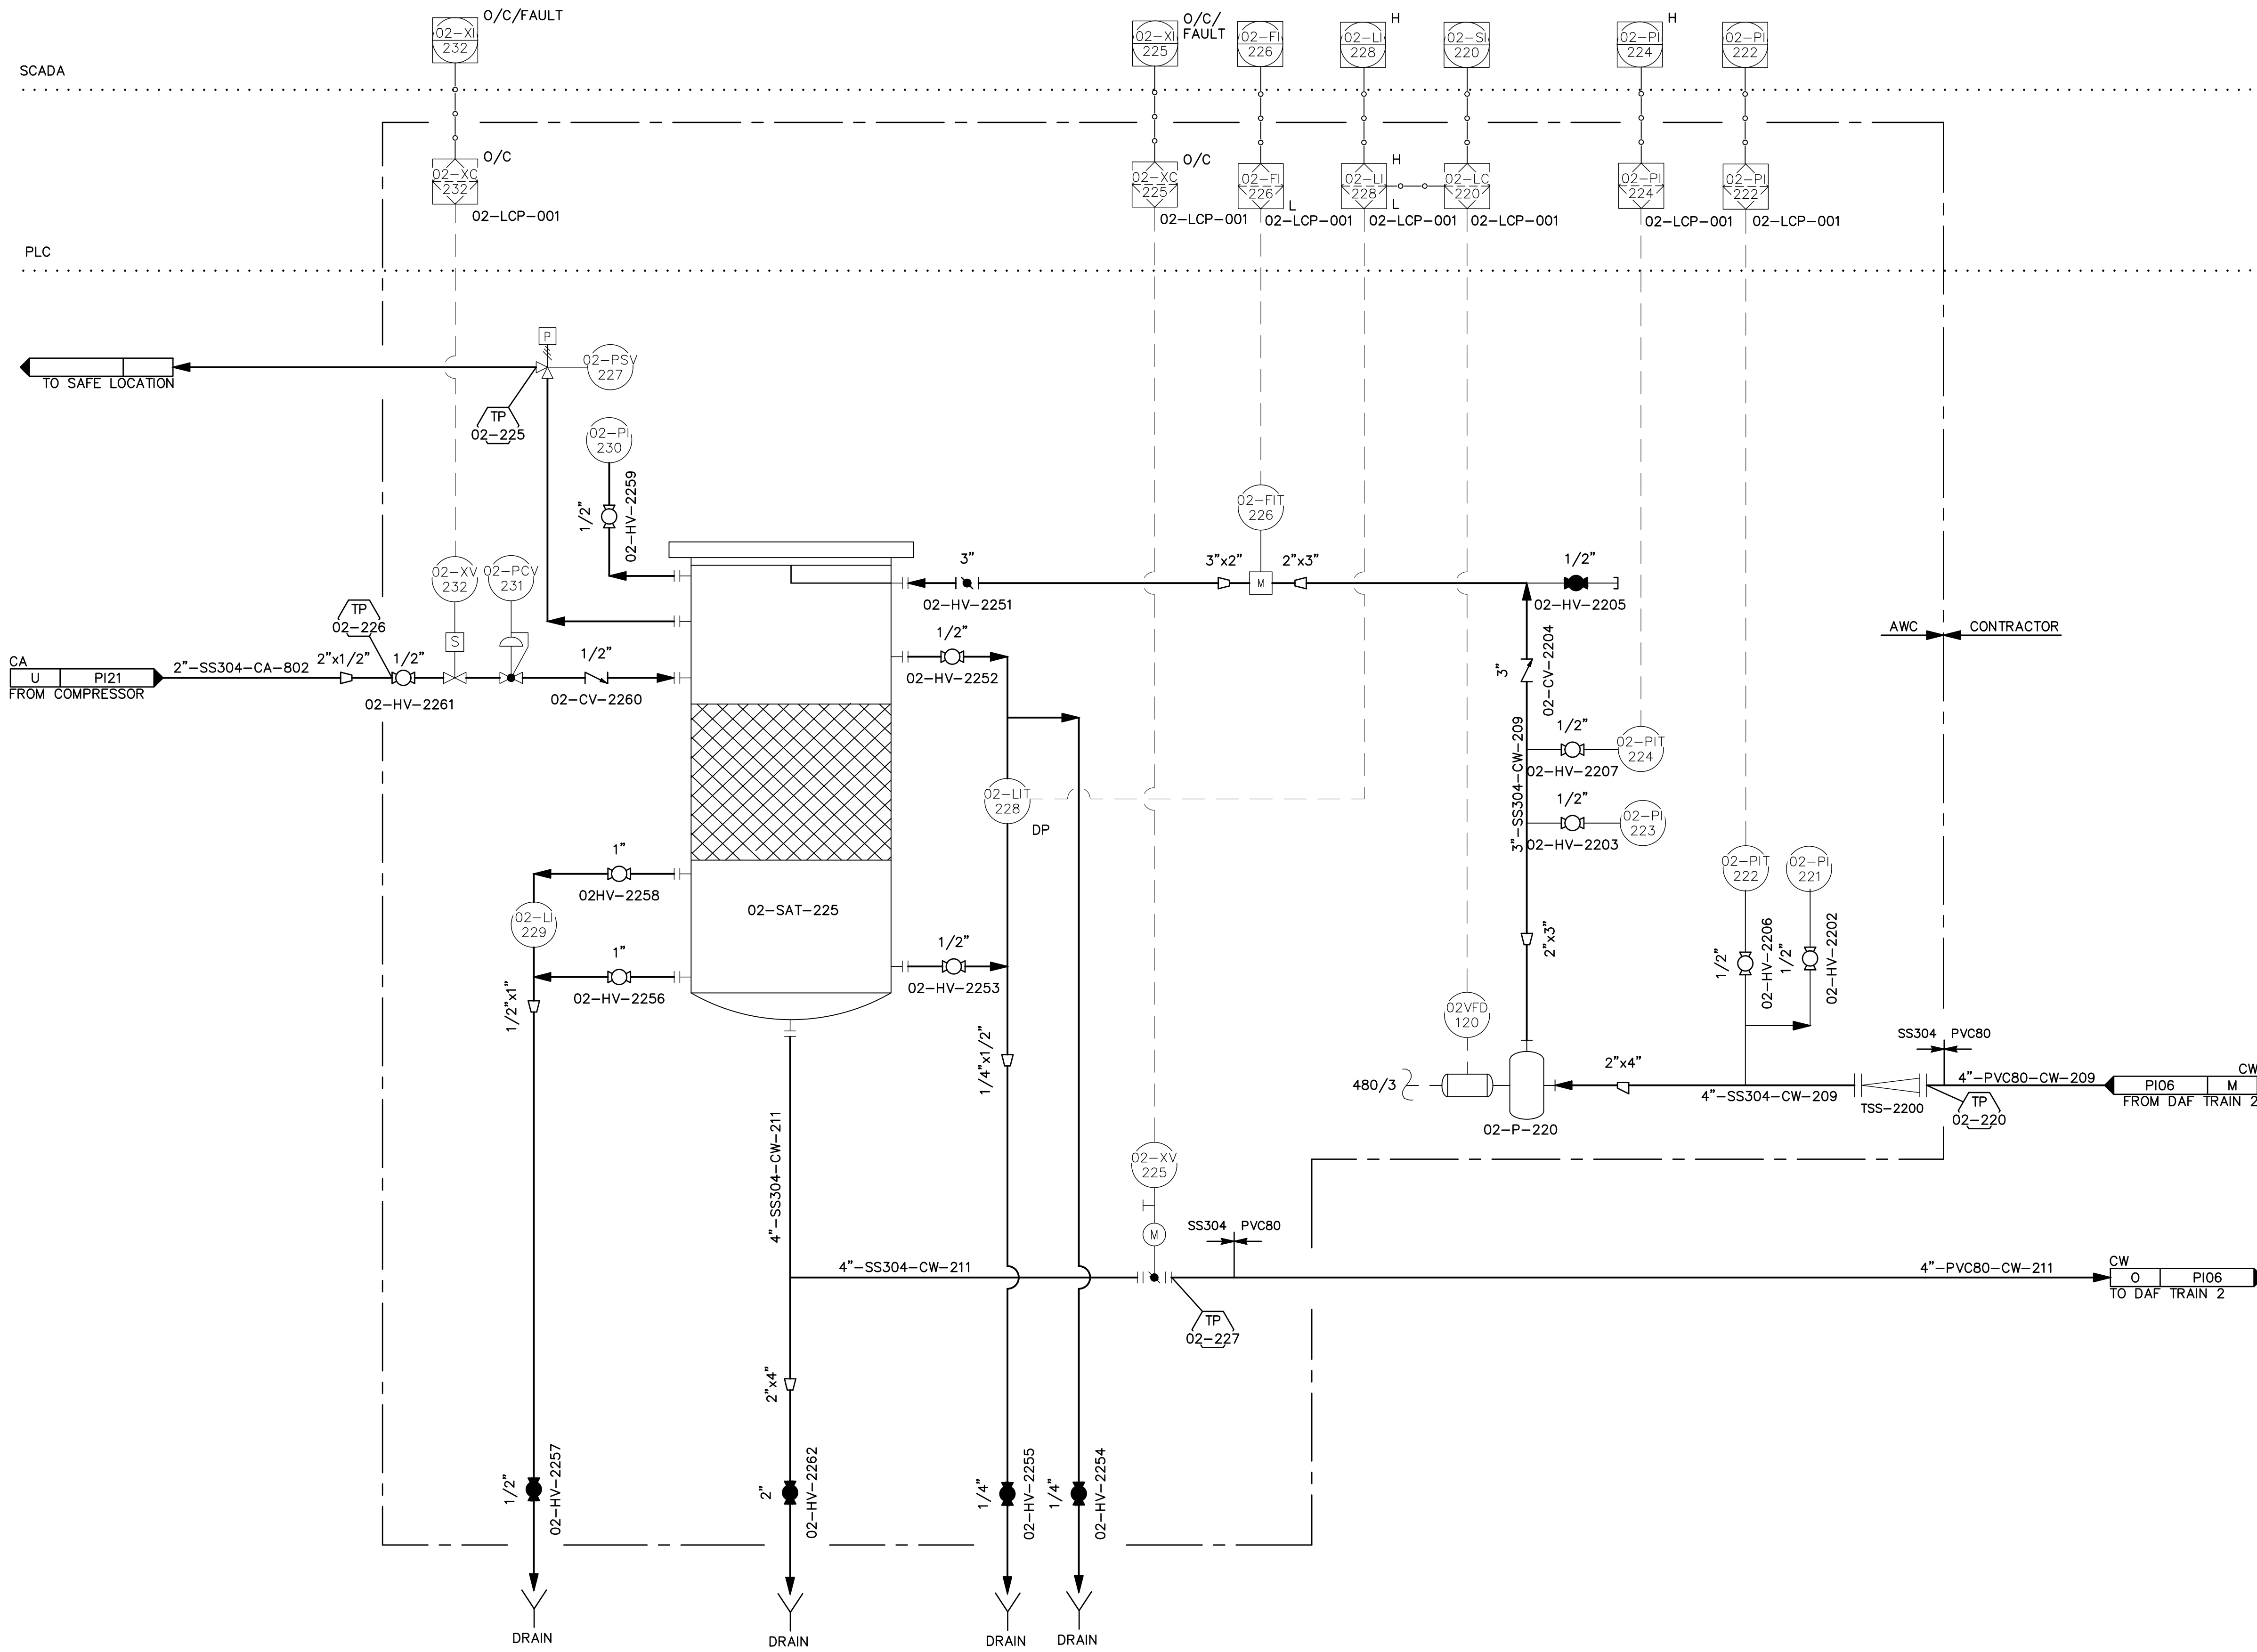 O/C/FAULT
02-XI
232
O/C/
FAULT
02-XI
225
02-FI
226
H
02-LI
228
02-SI
220
H
02-PI
224
02-PI
222
SCADA
O/C
02-XC
232
02-LCP-001
O/C
02-XC
225
02-LCP-001
02-FI
226
L
02-LCP-001
H
02-LI
228
L
02-LCP-001
02-LC
220
02-LCP-001
02-PI
224
02-LCP-001
02-PI
222
02-LCP-001
PLC
P
02-PSV
227
TO SAFE LOCATION
TP
02-225
02-PI
230
1/2"
02-HV-2259
02-FIT
226
02-XV
232
02-PCV
231
3"
3"x2"
2"x3"
M
1/2"
02-HV-2251
02-HV-2205
TP
02-226
S
AWC
CONTRACTOR
CA
U
PI21
FROM COMPRESSOR
2"-SS304-CA-802
2"x1/2"
1/2"
02-HV-2261
1/2"
02-CV-2260
1/2"
02-HV-2252
3"
02-CV-2204
3"-SS304-CW-209
3"
1/2"
02-HV-2207
02-PIT
224
02-LIT
228
DP
1/2"
02-HV-2203
02-PI
223
1"
02HV-2258
02-SAT-225
02-LI
229
1"
02-HV-2256
1/2"
02-HV-2253
02-PIT
222
02-PI
221
1/2"
02-HV-2206
1/2"
02-HV-2202
2"x3"
1/2"x1"
1/4"x1/2"
02VFD
120
480/3
02-P-220
2"x4"
4"-SS304-CW-209
TSS-2200
SS304
PVC80
4"-PVC80-CW-209
CW
PI06
M
FROM DAF TRAIN 2
TP
02-220
4"-SS304-CW-211
02-XV
225
M
SS304
PVC80
4"-SS304-CW-211
4"-PVC80-CW-211
CW
O
PI06
TO DAF TRAIN 2
TP
02-227
2"x4"
1/2"
02-HV-2257
2"
02-HV-2262
1/4"
02-HV-2255
1/4"
02-HV-2254
DRAIN
DRAIN
DRAIN
DRAIN